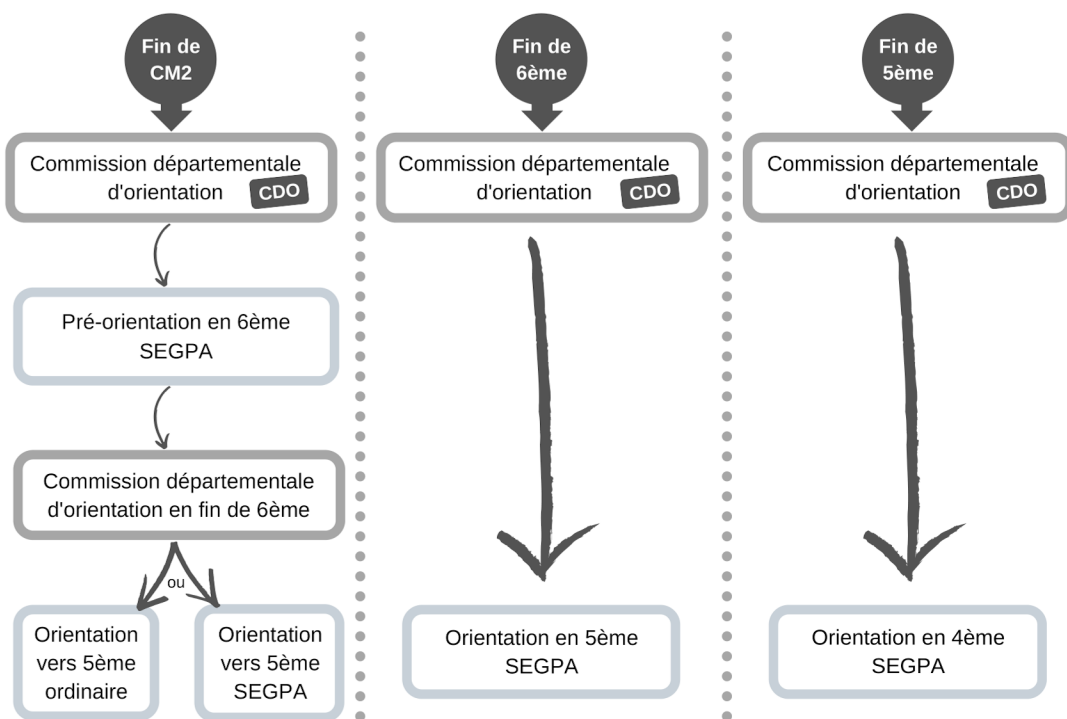 Fin de
CM2
Commission départementale
d'orientation CDO
Pré-orientation en 6ème
SEGPA
Commission départementale
d'orientation en fin de 6ème
ou
Orientation
vers 5ème
ordinaire
Orientation
vers 5ème
SEGPA
Fin de
6ème
Commission départementale
d'orientation CDO
Orientation en 5ème
SEGPA
Fin de
5ème
Commission départementale
d'orientation CDO
Orientation en 4ème
SEGPA